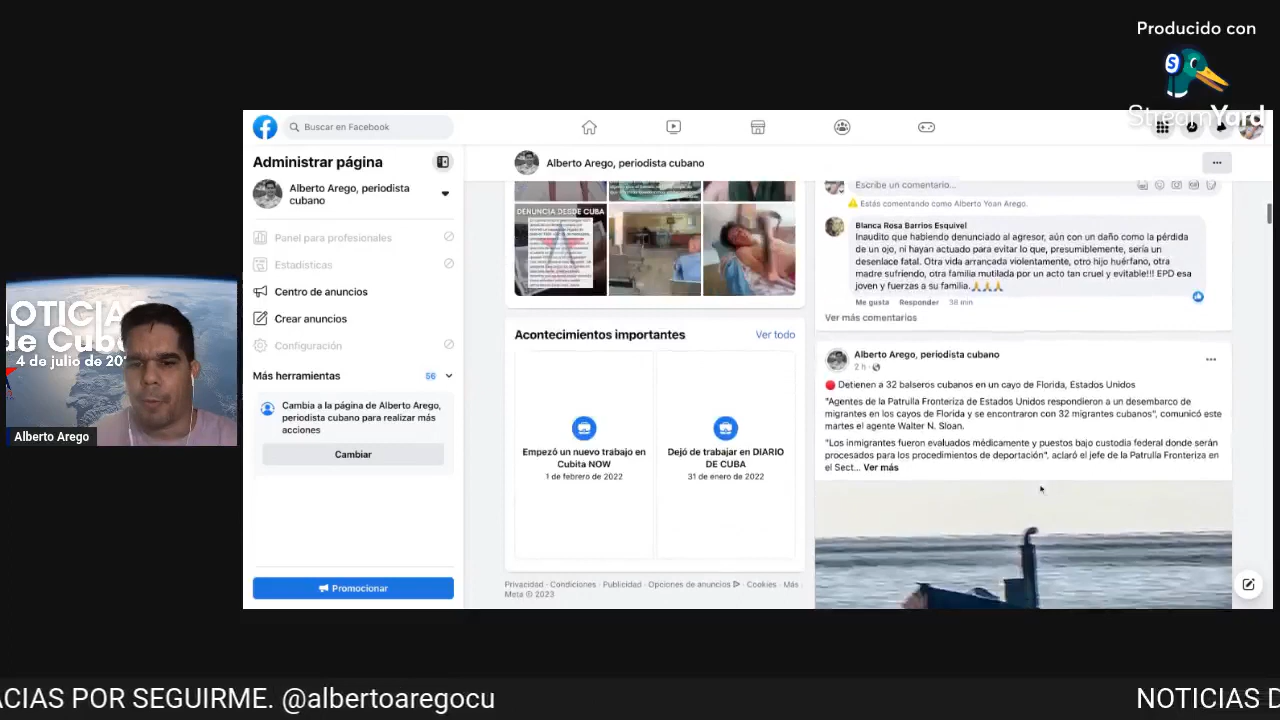 Producido con
StreamYard
Buscar en Facebook
Administrar página
Alberto Arego, periodista
cubano
Panel para profesionales
Estadísticas
Centro de anuncios
Crear anuncios
Configuración
Más herramientas
56
Cambia a la página de Alberto Arego,
periodista cubano para realizar más
acciones
Cambiar
Promocionar
Alberto Arego, periodista cubano
DENUNCIA DESDE CUBA
Acontecimientos importantes
Ver todo
Empezó un nuevo trabajo en
Cubita NOW
1 de febrero de 2022
Dejó de trabajar en DIARIO
DE CUBA
31 de enero de 2022
Privacidad · Condiciones · Publicidad · Opciones de anuncios · Cookies · Más ·
Meta © 2023
Escribe un comentario...
Estás comentando como Alberto Yoan Arego.
Blanca Rosa Barrios Esquivel
Inaudito que habiendo denunciado al agresor, aún con un daño como la pérdida
de un ojo, ni hayan actuado para evitar lo que, presumiblemente, sería un
desenlace fatal. Otra vida arrancada violentamente, otro hijo huérfano, otra
madre sufriendo, otra familia mutilada por un acto tan cruel y evitable!!! EPD esa
joven y fuerzas a su familia.🙏🙏🙏
Me gusta Responder 38 min
Ver más comentarios
Alberto Arego, periodista cubano
2 h ·
🔴 Detienen a 32 balseros cubanos en un cayo de Florida, Estados Unidos
"Agentes de la Patrulla Fronteriza de Estados Unidos respondieron a un desembarco de
migrantes en los cayos de Florida y se encontraron con 32 migrantes cubanos", comunicó este
martes el agente Walter N. Sloan.
"Los inmigrantes fueron evaluados médicamente y puestos bajo custodia federal donde serán
procesados para los procedimientos de deportación", aclaró el jefe de la Patrulla Fronteriza en
el Sect... Ver más
OTICIAS
de Cuba
4 de julio de 20
Alberto Arego
ACIAS POR SEGUIRME. @albertoaregocu
NOTICIAS D